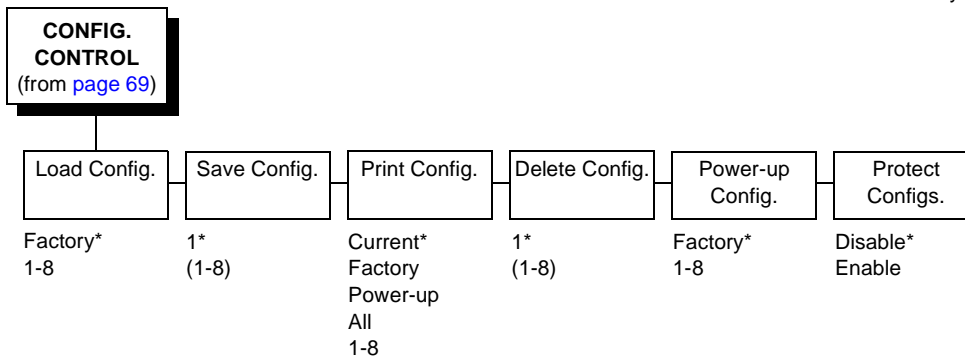 CONFIG.
CONTROL
(from page 69)
Load Config.
Save Config.
Print Config.
Delete Config.
Power-up
Config.
Protect
Configs.
Factory*
1-8
1*
(1-8)
Current*
Factory
Power-up
All
1-8
1*
(1-8)
Factory*
1-8
Disable*
Enable